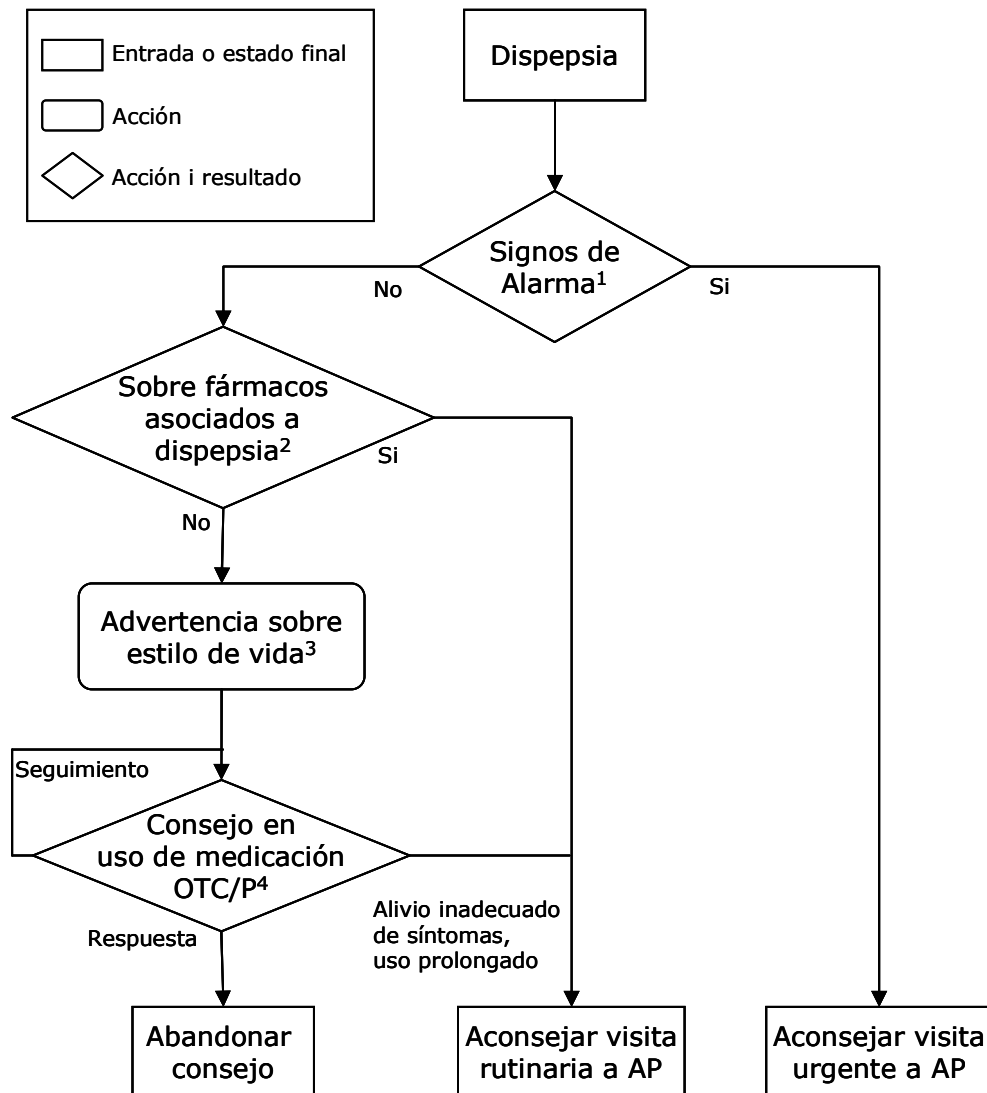 Entrada o estado final
Acción
Acción i resultado
Dispepsia
Signos de
Alarma¹
No
Si
Sobre fármacos
asociados a
dispepsia²
Si
No
Advertencia sobre
estilo de vida³
Seguimiento
Consejo en
uso de medicación
OTC/P⁴
Respuesta
Alivio inadecuado
de síntomas,
uso prolongado
Abandonar
consejo
Aconsejar visita
rutinaria a AP
Aconsejar visita
urgente a AP